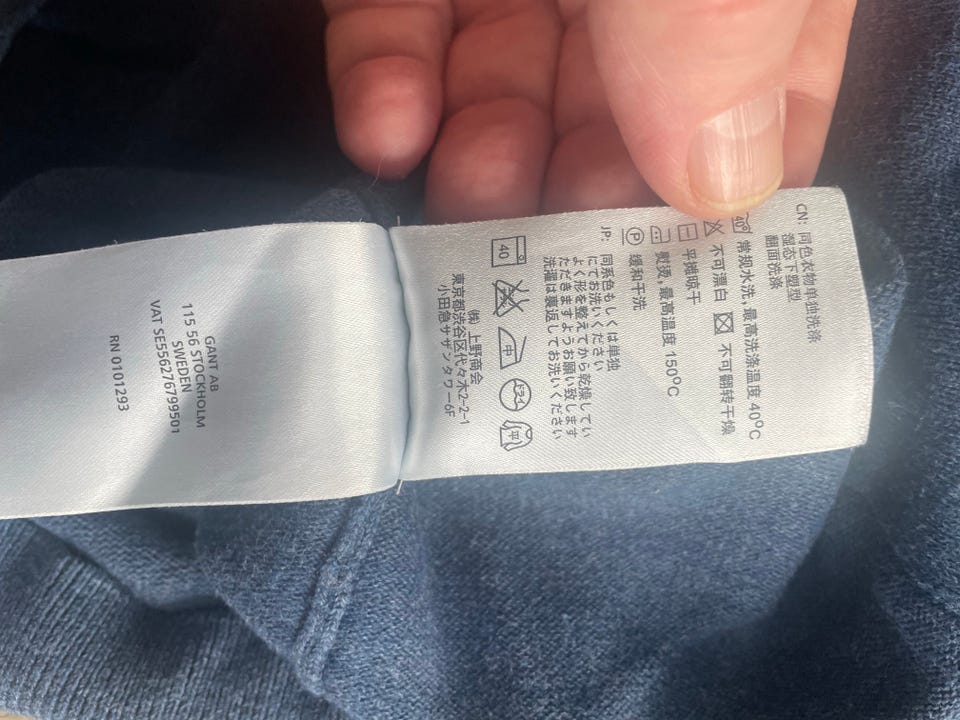 CN: 同色衣物单独洗涤
湿态下塑型
翻面洗涤
40° 常规水洗,最高洗涤温度 40°C
不可漂白 不可翻转干燥
平摊晾干
熨烫,最高温度 150°C
P 缓和干洗
JP: 同系色もしくは単独
にてお洗いください
よく形を整えてから乾燥してい
ただきますようお願い致します
洗濯は裏返してお洗いください
40 中 ドライ 平
(株) 上野商会
東京都渋谷区代々木2-2-1
小田急サザンタワー6F
GANT AB
115 56 STOCKHOLM
SWEDEN
VAT SE556276799501
RN 0101293